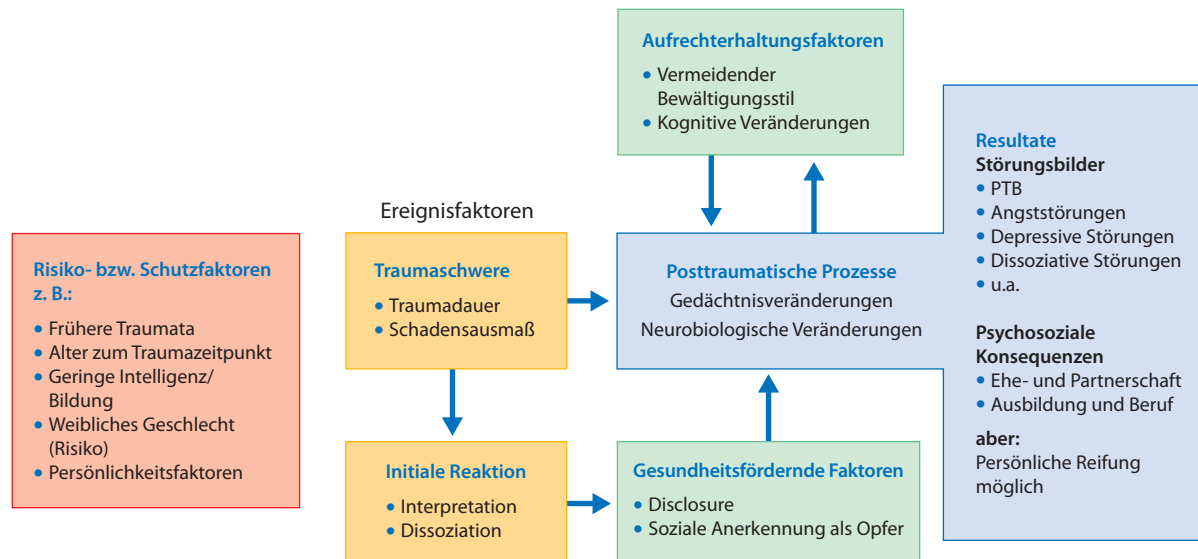 Risiko- bzw. Schutzfaktoren
z. B.:
• Frühere Traumata
• Alter zum Traumazeitpunkt
• Geringe Intelligenz/
Bildung
• Weibliches Geschlecht
(Risiko)
• Persönlichkeitsfaktoren
Ereignisfaktoren
Traumaschwere
• Traumadauer
• Schadensausmaß
Initiale Reaktion
• Interpretation
• Dissoziation
Aufrechterhaltungsfaktoren
• Vermeidender
Bewältigungsstil
• Kognitive Veränderungen
Posttraumatische Prozesse
Gedächtnisveränderungen
Neurobiologische Veränderungen
Gesundheitsfördernde Faktoren
• Disclosure
• Soziale Anerkennung als Opfer
Resultate
Störungsbilder
• PTB
• Angststörungen
• Depressive Störungen
• Dissoziative Störungen
• u.a.
Psychosoziale
Konsequenzen
• Ehe- und Partnerschaft
• Ausbildung und Beruf
aber:
Persönliche Reifung
möglich